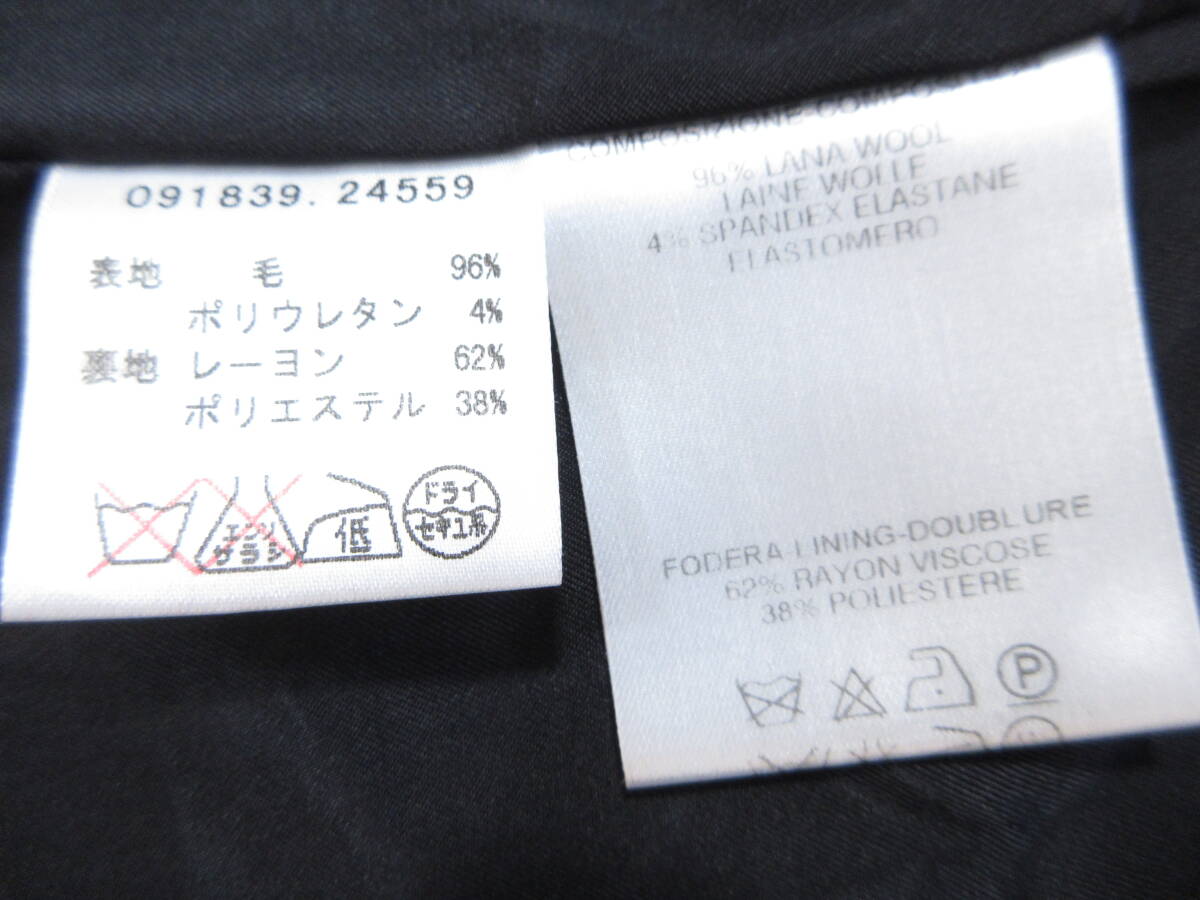 091839. 24559
表地 毛 96%
ポリウレタン 4%
裏地 レーヨン 62%
ポリエステル 38%
エンソ
サラシ
低
ドライ
セキユ系
COMPOSIZIONE-COMPOSITION
96% LANA WOOL
LAINE WOLLE
4% SPANDEX ELASTANE
ELASTOMERO
FODERA-LINING-DOUBLURE
62% RAYON VISCOSE
38% POLIESTERE
P